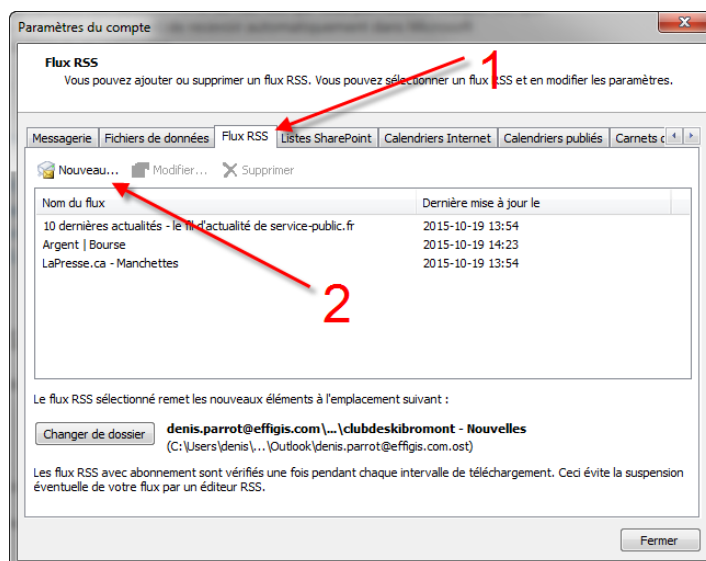 de recevoir automatiquement dans Microsoft
Paramètres du compte
Flux RSS
Vous pouvez ajouter ou supprimer un flux RSS. Vous pouvez sélectionner un flux RSS et en modifier les paramètres.
1
Messagerie Fichiers de données Flux RSS Listes SharePoint Calendriers Internet Calendriers publiés Carnets
Nouveau... Modifier... Supprimer
Nom du flux Dernière mise à jour le
10 dernières actualités - le fil d'actualité de service-public.fr 2015-10-19 13:54
Argent | Bourse 2015-10-19 14:23
LaPresse.ca - Manchettes 2015-10-19 13:54
2
Le flux RSS sélectionné remet les nouveaux éléments à l'emplacement suivant :
Changer de dossier denis.parrot@effigis.com\...\clubdeskibromont - Nouvelles
(C:\Users\denis\...\Outlook\denis.parrot@effigis.com.ost)
Les flux RSS avec abonnement sont vérifiés une fois pendant chaque intervalle de téléchargement. Ceci évite la suspension
éventuelle de votre flux par un éditeur RSS.
Fermer